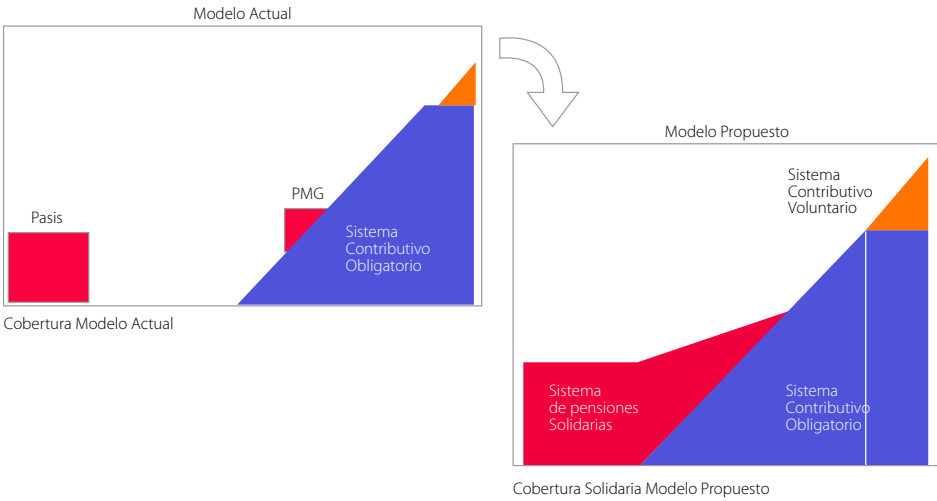 Modelo Actual
Pasis
PMG
Sistema
Contributivo
Obligatorio
Cobertura Modelo Actual
Modelo Propuesto
Sistema
Contributivo
Voluntario
Sistema
de pensiones
Solidarias
Sistema
Contributivo
Obligatorio
Cobertura Solidaria Modelo Propuesto